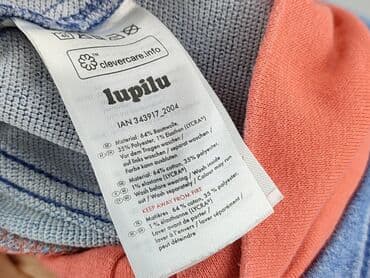 clevercare.info
lupilu
IAN 343917_2004
Material: 64% Baumwolle,
35% Polyester, 1% Elasthan (LYCRA®)
Vor dem Tragen waschen /
auf links waschen / separat waschen /
Farbe kann ausbluten
Material: 64% cotton, 35% polyester,
1% elastane (LYCRA®)
Wash before wearing / Wash inside
out / Wash separately / Colour may run
KEEP AWAY FROM FIRE
Matières: 64 % coton, 35 % polyester,
1 % élasthanne (LYCRA®)
Laver avant de porter /
Laver à l'envers / Laver séparément /
peut déteindre